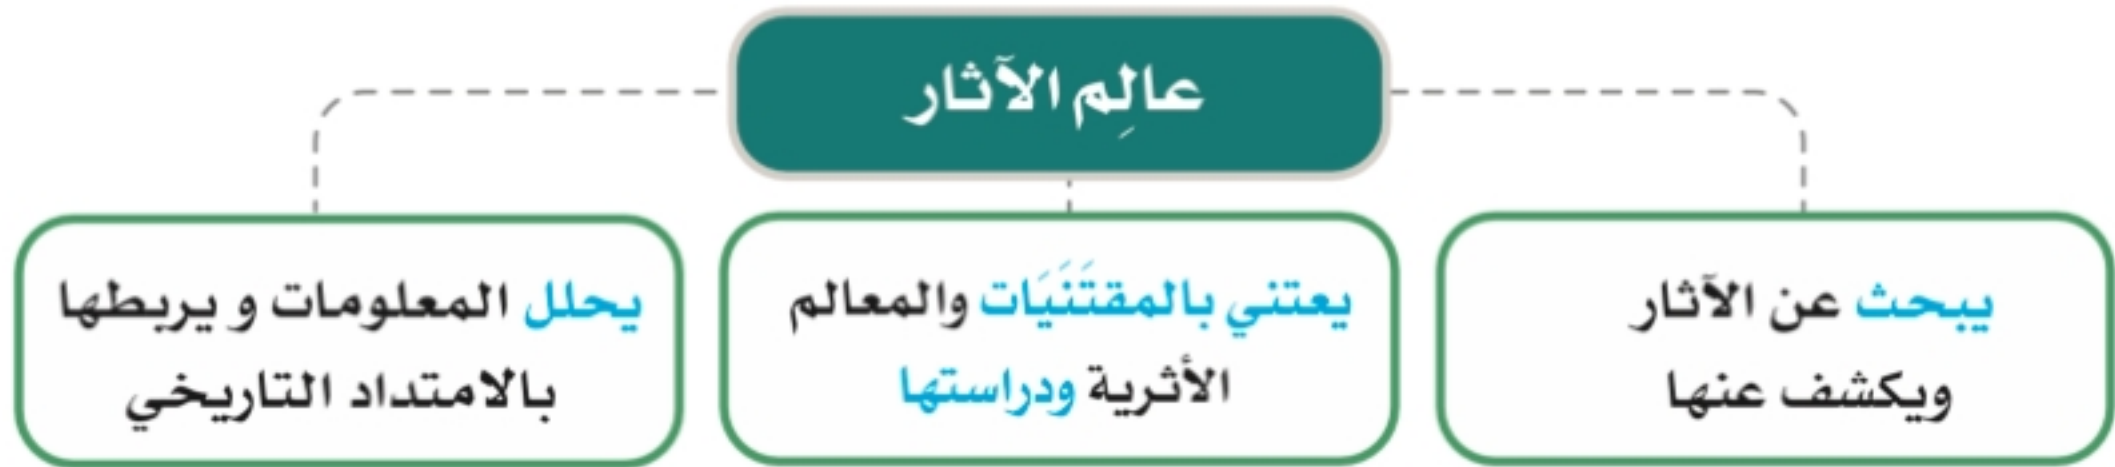 عالِم الآثار
يبحث عن الآثار
ويكشف عنها
يعتني بالمقتَنَيَات والمعالم
الأثرية ودراستها
يحلل المعلومات و يربطها
بالامتداد التاريخي